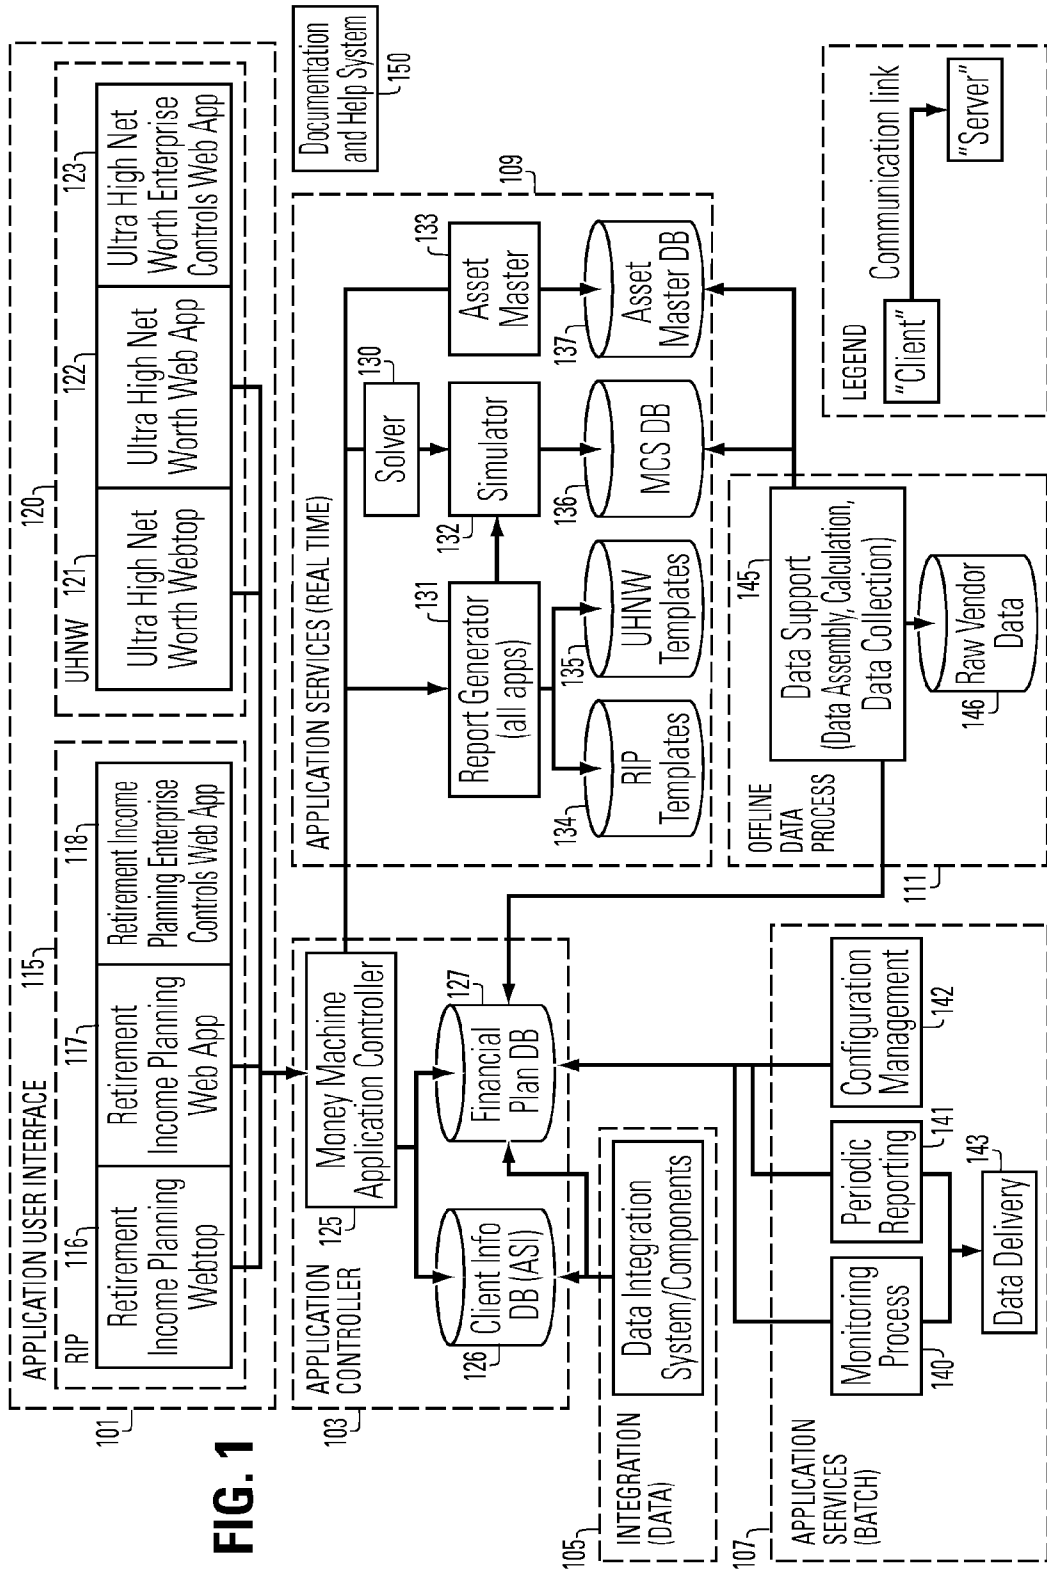 APPLICATION USER INTERFACE
101
115
RIP
116
Retirement
Income Planning
Webtop
117
Retirement
Income Planning
Web App
118
Retirement Income
Planning Enterprise
Controls Web App
120
UHNW
121
Ultra High Net
Worth Webtop
122
Ultra High Net
Worth Web App
123
Ultra High Net
Worth Enterprise
Controls Web App
FIG. 1
APPLICATION
CONTROLLER
103
125
Money Machine
Application Controller
126
Client Info
DB (ASI)
127
Financial
Plan DB
APPLICATION SERVICES (REAL TIME)
109
130
Solver
131
Report Generator
(all apps)
132
Simulator
133
Asset
Master
134
RIP
Templates
135
UHNW
Templates
136
MCS DB
137
Asset
Master DB
Documentation
and Help System
150
105
INTEGRATION
(DATA)
Data Integration
System/Components
107
APPLICATION
SERVICES
(BATCH)
Monitoring
Process
140
Periodic
Reporting
141
Configuration
Management
142
143
Data Delivery
OFFLINE
DATA
PROCESS
111
145
Data Support
(Data Assembly, Calculation,
Data Collection)
146
Raw Vendor
Data
LEGEND
"Client"
Communication link
"Server"